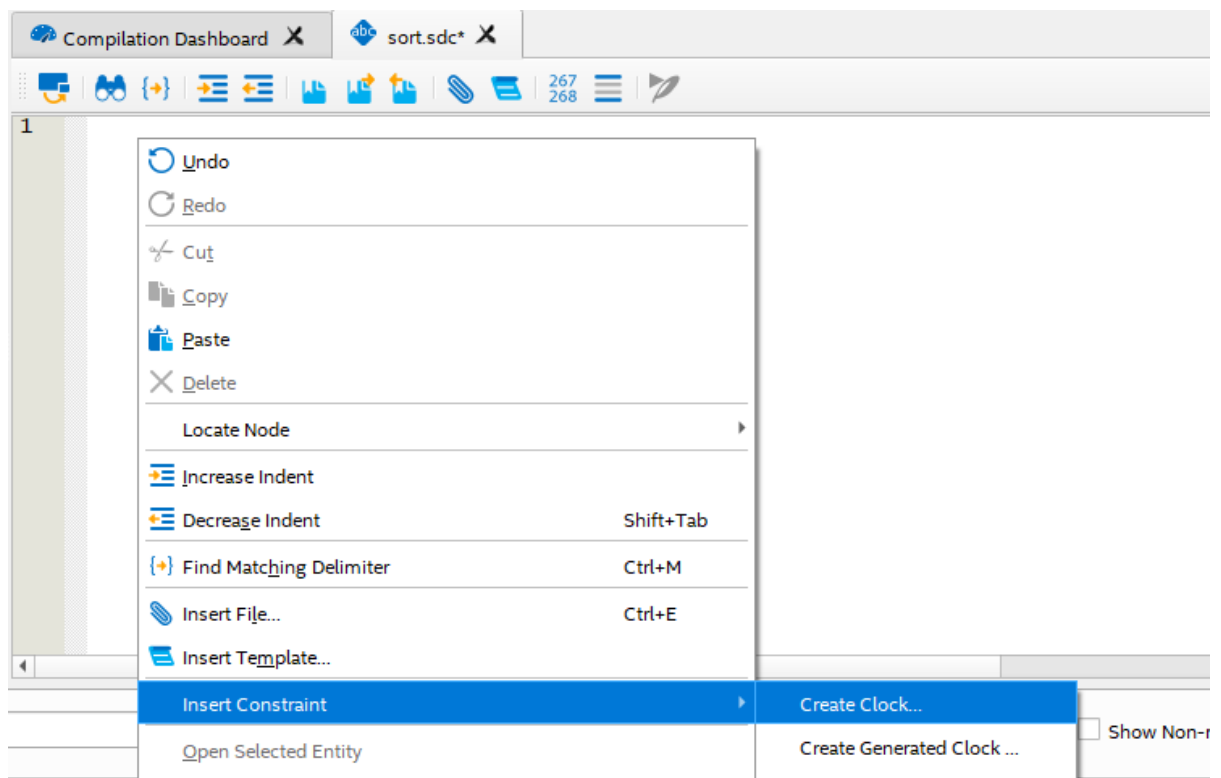 Compilation Dashboard
abc sort.sdc*
267
268
1
Undo
Redo
Cut
Copy
Paste
Delete
Locate Node
Increase Indent
Decrease Indent Shift+Tab
Find Matching Delimiter Ctrl+M
Insert File... Ctrl+E
Insert Template...
Insert Constraint
Create Clock...
Show Non-
Open Selected Entity
Create Generated Clock ...